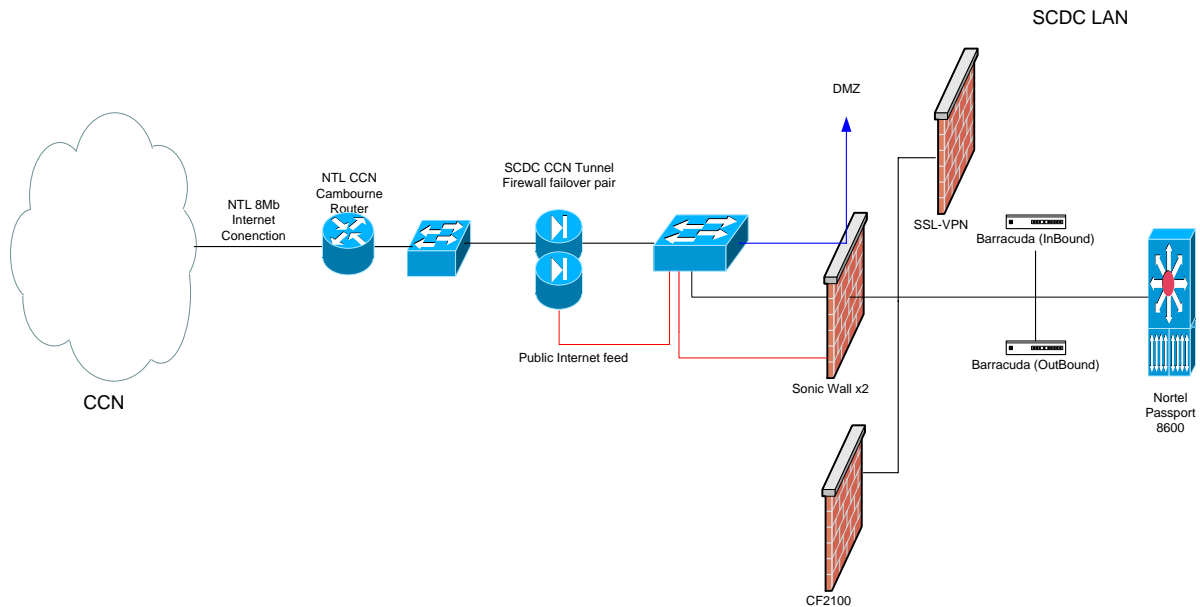 SCDC LAN
DMZ
SCDC CCN Tunnel
Firewall failover pair
NTL CCN
Cambourne
Router
NTL 8Mb
Internet
Conenction
SSL-VPN
Barracuda (InBound)
Public Internet feed
Barracuda (OutBound)
Sonic Wall x2
CCN
Nortel
Passport
8600
CF2100